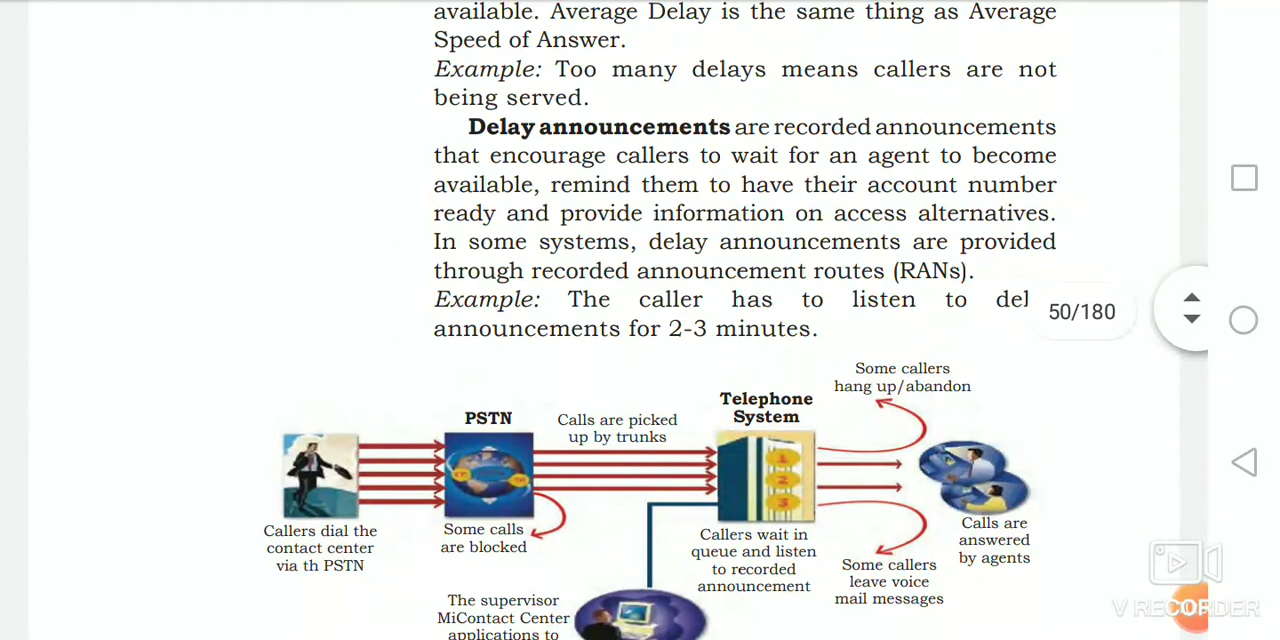 available. Average Delay is the same thing as Average
Speed of Answer.
Example: Too many delays means callers are not
being served.
Delay announcements are recorded announcements
that encourage callers to wait for an agent to become
available, remind them to have their account number
ready and provide information on access alternatives.
In some systems, delay announcements are provided
through recorded announcement routes (RANs).
Example: The caller has to listen to del
announcements for 2-3 minutes.
50/180
Some callers
hang up/abandon
Telephone
System
PSTN
Calls are picked
up by trunks
1
2
3
Callers dial the
contact center
via th PSTN
Some calls
are blocked
Callers wait in
queue and listen
to recorded
announcement
Some callers
leave voice
mail messages
Calls are
answered
by agents
The supervisor
MiContact Center
applications to
V RECORDER